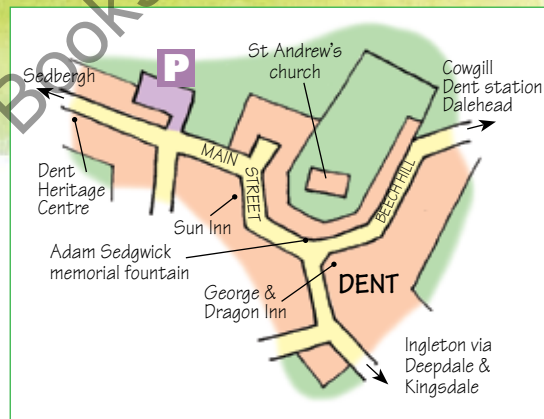 Books
Sedbergh
P
St Andrew's
church
Cowgill
Dent station
Dalehead
MAIN
STREET
BEECH HILL
Dent
Heritage
Centre
Sun Inn
Adam Sedgwick
memorial fountain
George &
Dragon Inn
DENT
Ingleton via
Deepdale &
Kingsdale